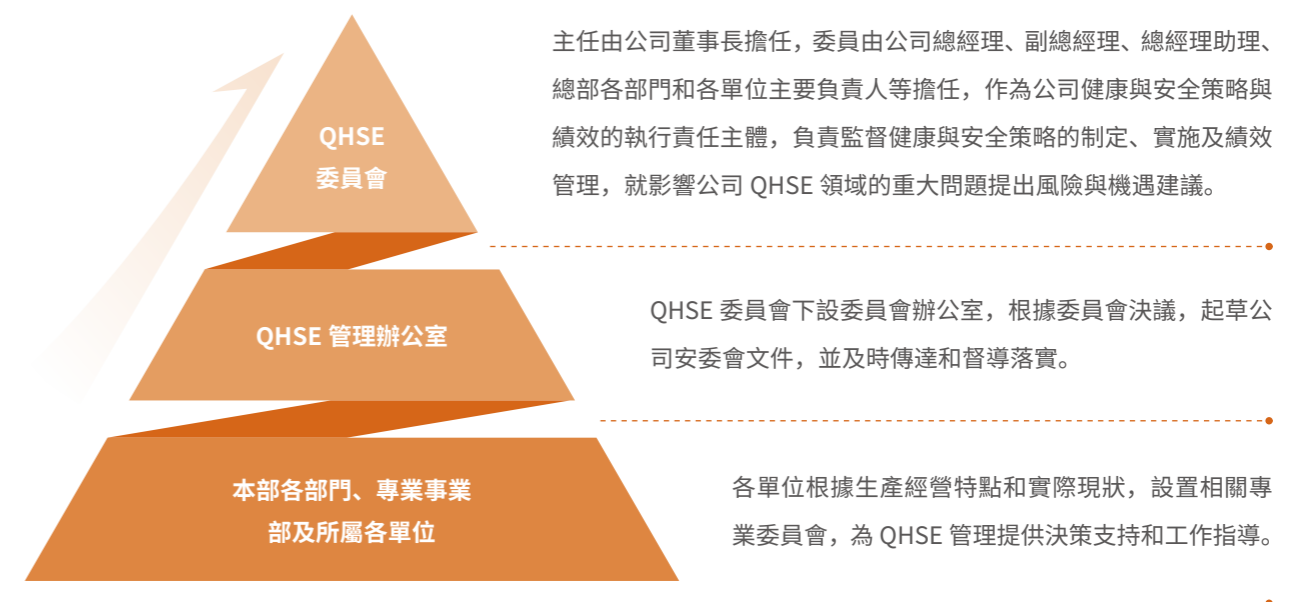 QHSE
委員會
主任由公司董事長擔任，委員由公司總經理、副總經理、總經理助理、
總部各部門和各單位主要負責人等擔任，作為公司健康與安全策略與
績效的執行責任主體，負責監督健康與安全策略的制定、實施及績效
管理，就影響公司 QHSE 領域的重大問題提出風險與機遇建議。
QHSE 管理辦公室
QHSE 委員會下設委員會辦公室，根據委員會決議，起草公
司安委會文件，並及時傳達和督導落實。
本部各部門、專業事業
部及所屬各單位
各單位根據生產經營特點和實際現狀，設置相關專
業委員會，為 QHSE 管理提供決策支持和工作指導。